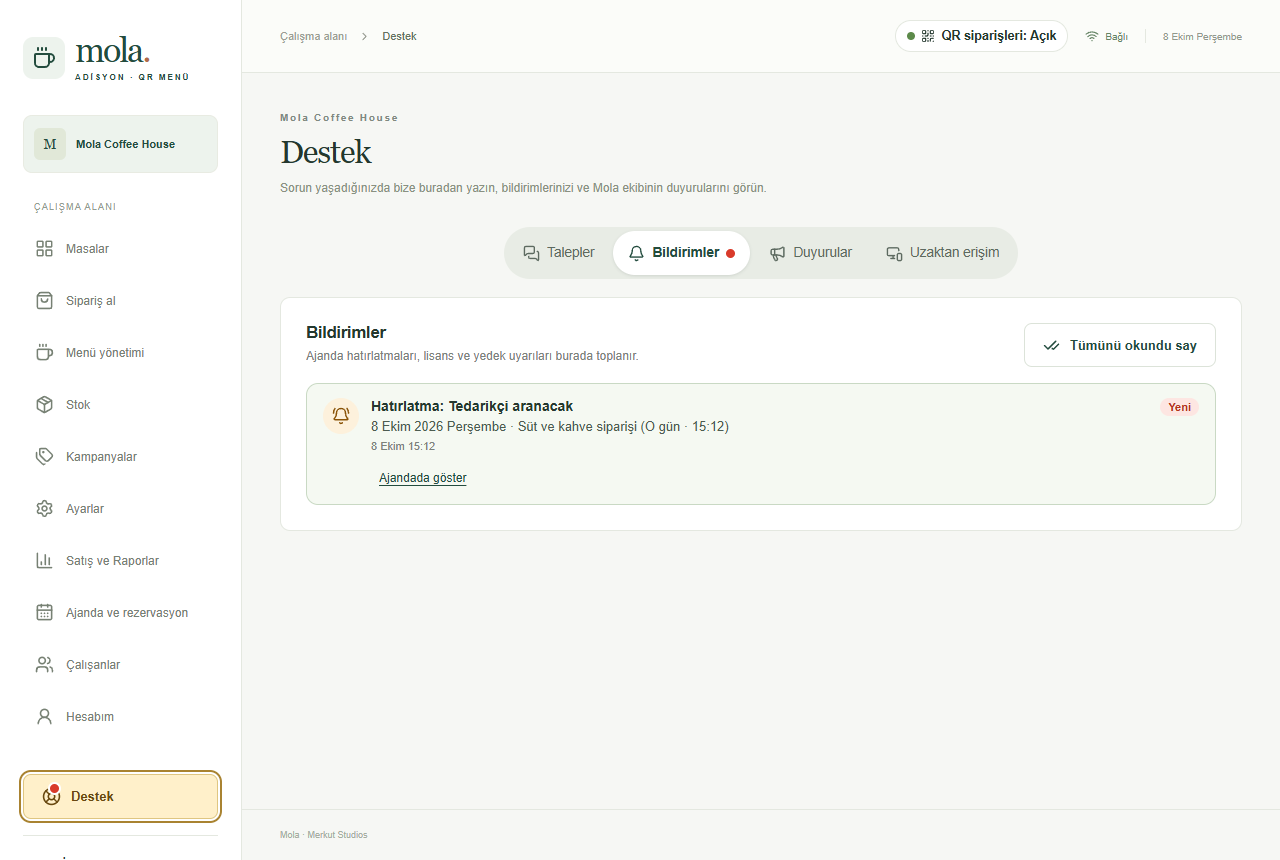 mola.
ADİSYON · QR MENÜ
M
Mola Coffee House
ÇALIŞMA ALANI
Masalar
Sipariş al
Menü yönetimi
Stok
Kampanyalar
Ayarlar
Satış ve Raporlar
Ajanda ve rezervasyon
Çalışanlar
Hesabım
Destek
Çalışma alanı
Destek
QR siparişleri: Açık
Bağlı
8 Ekim Perşembe
Mola Coffee House
Destek
Sorun yaşadığınızda bize buradan yazın, bildirimlerinizi ve Mola ekibinin duyurularını görün.
Talepler
Bildirimler
Duyurular
Uzaktan erişim
Bildirimler
Ajanda hatırlatmaları, lisans ve yedek uyarıları burada toplanır.
Tümünü okundu say
Hatırlatma: Tedarikçi aranacak
Yeni
8 Ekim 2026 Perşembe · Süt ve kahve siparişi (O gün · 15:12)
8 Ekim 15:12
Ajandada göster
Mola · Merkut Studios